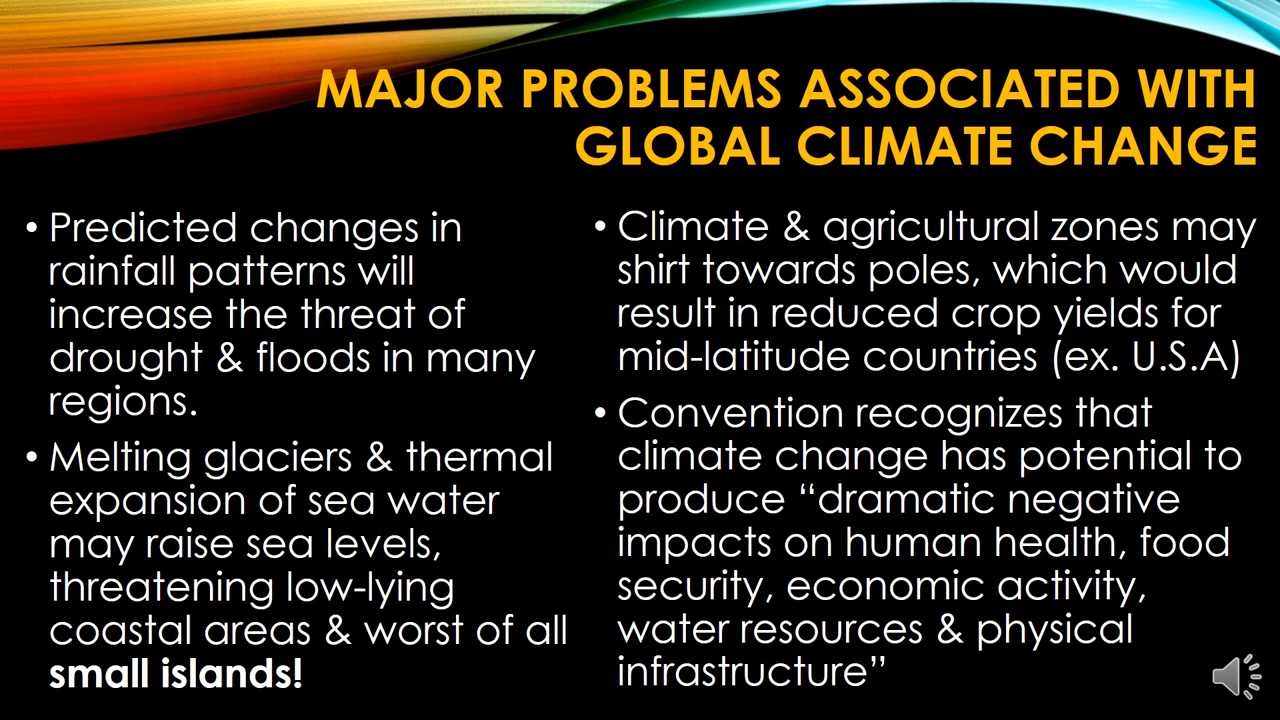 MAJOR PROBLEMS ASSOCIATED WITH
GLOBAL CLIMATE CHANGE
• Predicted changes in
rainfall patterns will
increase the threat of
drought & floods in many
regions.
• Melting glaciers & thermal
expansion of sea water
may raise sea levels,
threatening low-lying
coastal areas & worst of all
small islands!
• Climate & agricultural zones may
shirt towards poles, which would
result in reduced crop yields for
mid-latitude countries (ex. U.S.A)
• Convention recognizes that
climate change has potential to
produce “dramatic negative
impacts on human health, food
security, economic activity,
water resources & physical
infrastructure”